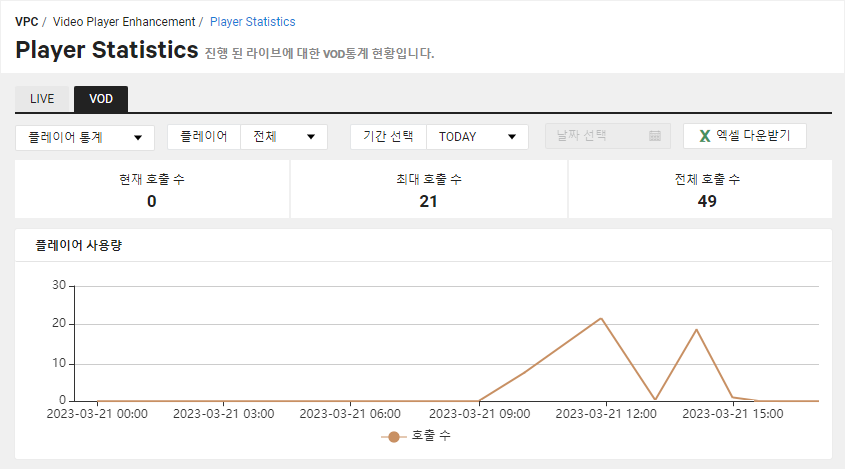 VPC / Video Player Enhancement / Player Statistics
Player Statistics 진행 된 라이브에 대한 VOD통계 현황입니다.
LIVE VOD
플레이어 통계 플레이어 전체 기간 선택 TODAY 날짜 선택 엑셀 다운받기
현재 호출 수 최대 호출 수 전체 호출 수
0 21 49
플레이어 사용량
30
20
10
0
2023-03-21 00:00 2023-03-21 03:00 2023-03-21 06:00 2023-03-21 09:00 2023-03-21 12:00 2023-03-21 15:00
호출 수